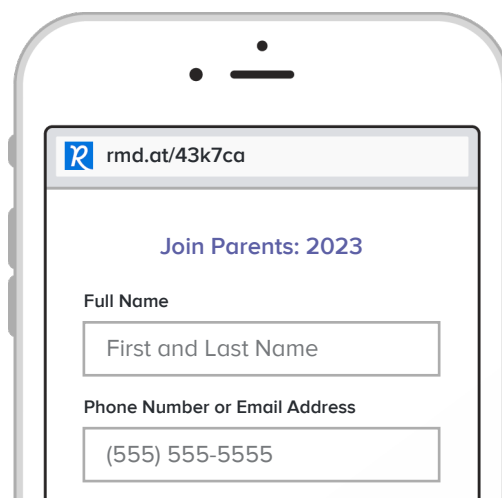 rmd.at/43k7ca
Join Parents: 2023
Full Name
First and Last Name
Phone Number or Email Address
(555) 555-5555